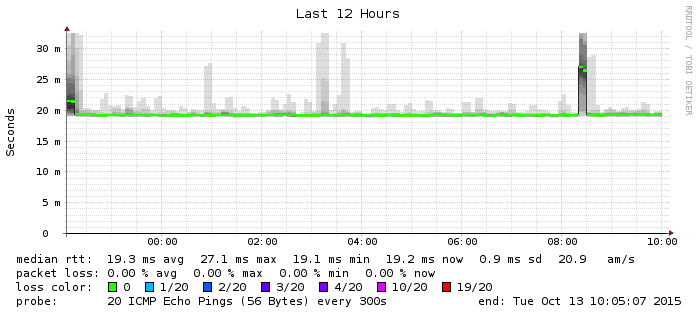 Last 12 Hours
RRDTOOL / TOBI OETIKER
Seconds
30 m
25 m
20 m
15 m
10 m
5 m
0
00:00 02:00 04:00 06:00 08:00 10:00
median rtt: 19.3 ms avg 27.1 ms max 19.1 ms min 19.2 ms now 0.9 ms sd 20.9 am/s
packet loss: 0.00 % avg 0.00 % max 0.00 % min 0.00 % now
loss color: 0 1/20 2/20 3/20 4/20 10/20 19/20
probe: 20 ICMP Echo Pings (56 Bytes) every 300s end: Tue Oct 13 10:05:07 2015